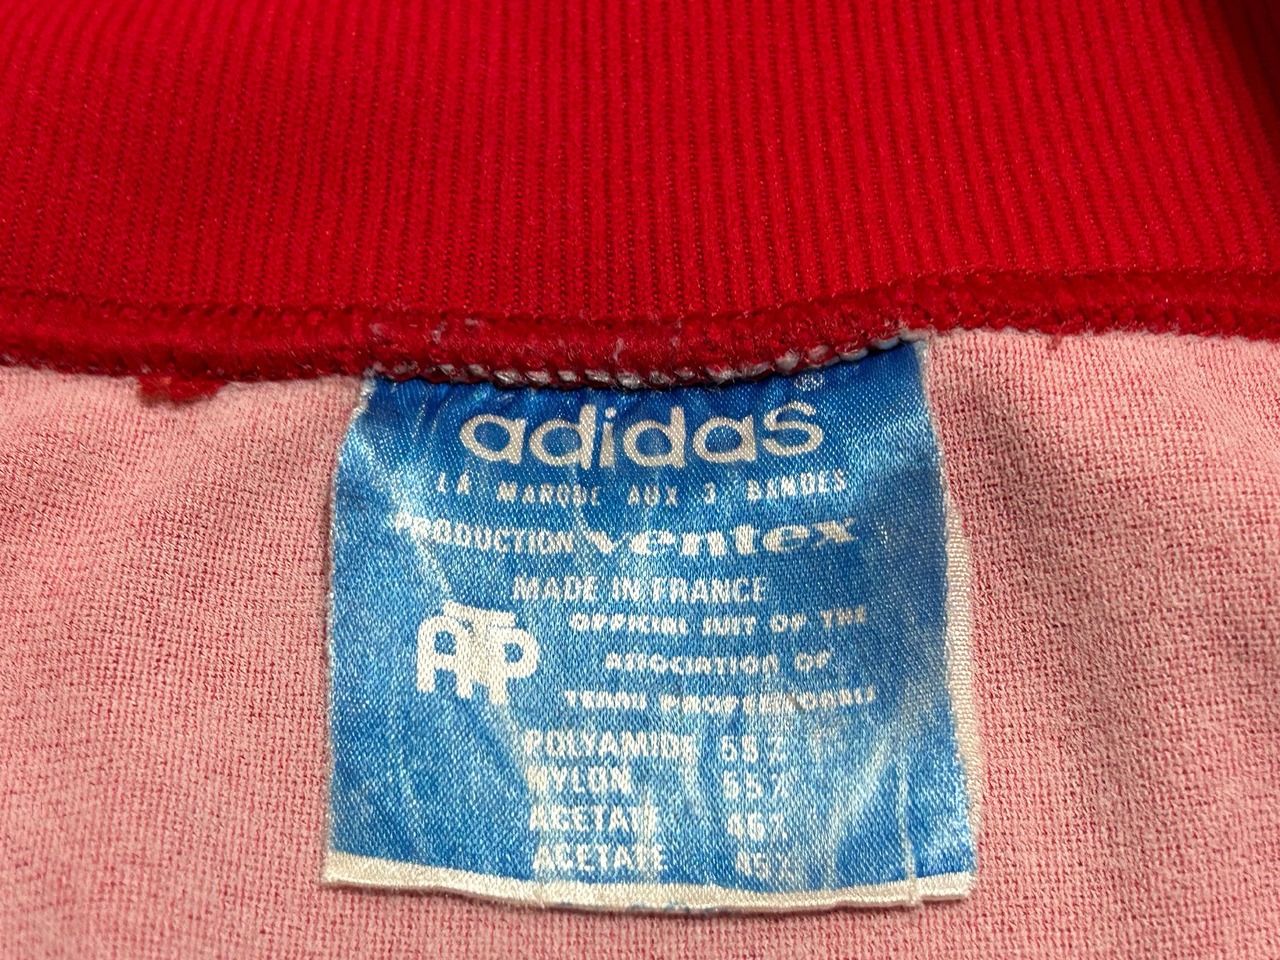 adidas®
LA MARQUE AUX 3 BANDES
PRODUCTION ventex
MADE IN FRANCE
ATP
OFFICIAL SUIT OF THE
ASSOCIATION OF
TENNIS PROFESSIONALS
POLYAMIDE 55%
NYLON 55%
ACETATE 45%
ACETATE 45%